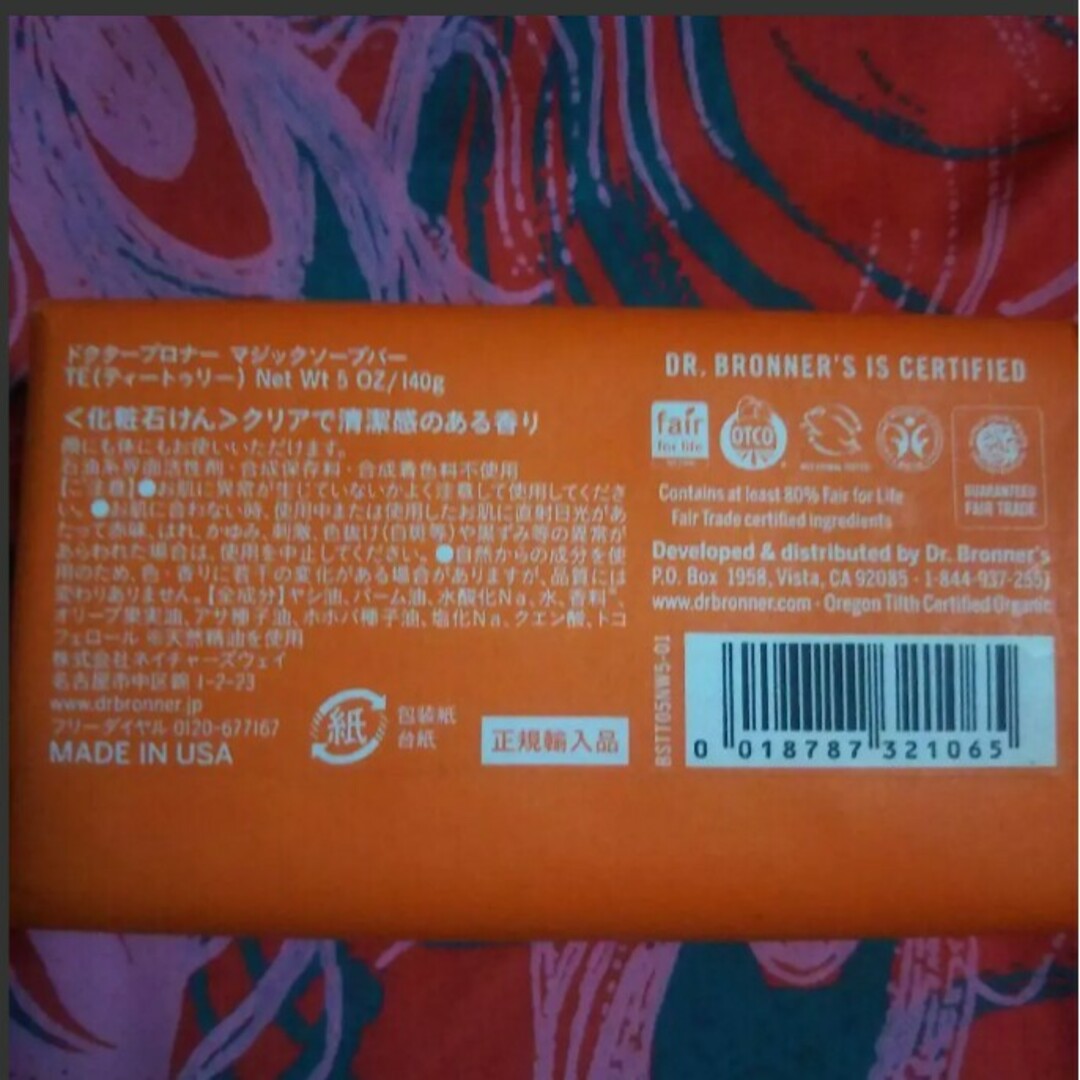 ドクターブロナー マジックソープバー
TE(ティートゥリー) Net Wt 5 OZ/140g
＜化粧石けん＞クリアで清潔感のある香り
顔にも体にもお使いいただけます。
石油系界面活性剤・合成保存料・合成着色料不使用
【ご注意】●お肌に異常が生じていないかよく注意して使用してくださ
い。●お肌に合わない時、使用中または使用したお肌に直射日光があ
たって赤味、はれ、かゆみ、刺激、色抜け(白斑等)や黒ずみ等の異常が
あらわれた場合は、使用を中止してください。●自然からの成分を使
用のため、色・香りに若干の変化がある場合がありますが、品質には
変わりありません。【全成分】ヤシ油、パーム油、水酸化Na、水、香料※、
オリーブ果実油、アサ種子油、ホホバ種子油、塩化Na、クエン酸、トコ
フェロール ※天然精油を使用
株式会社ネイチャーズウェイ
名古屋市中区錦 1-2-23
www.drbronner.jp
フリーダイヤル 0120-677167
MADE IN USA
紙
包装紙
台紙
正規輸入品
DR. BRONNER'S IS CERTIFIED
fair
for life
OTCO
GUARANTEED
FAIR TRADE
Contains at least 80% Fair for Life
Fair Trade certified ingredients
Developed & distributed by Dr. Bronner's
P.O. Box 1958, Vista, CA 92085 · 1-844-937-2551
www.drbronner.com · Oregon Tilth Certified Organic
BSTT05NW5-01
0 018787 321065